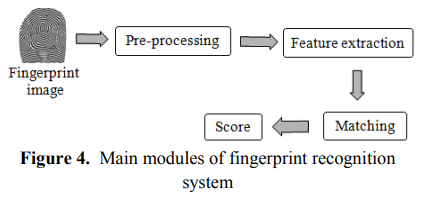 Pre-processing
Feature extraction
Fingerprint
image
Score
Matching
Figure 4. Main modules of fingerprint recognition
system